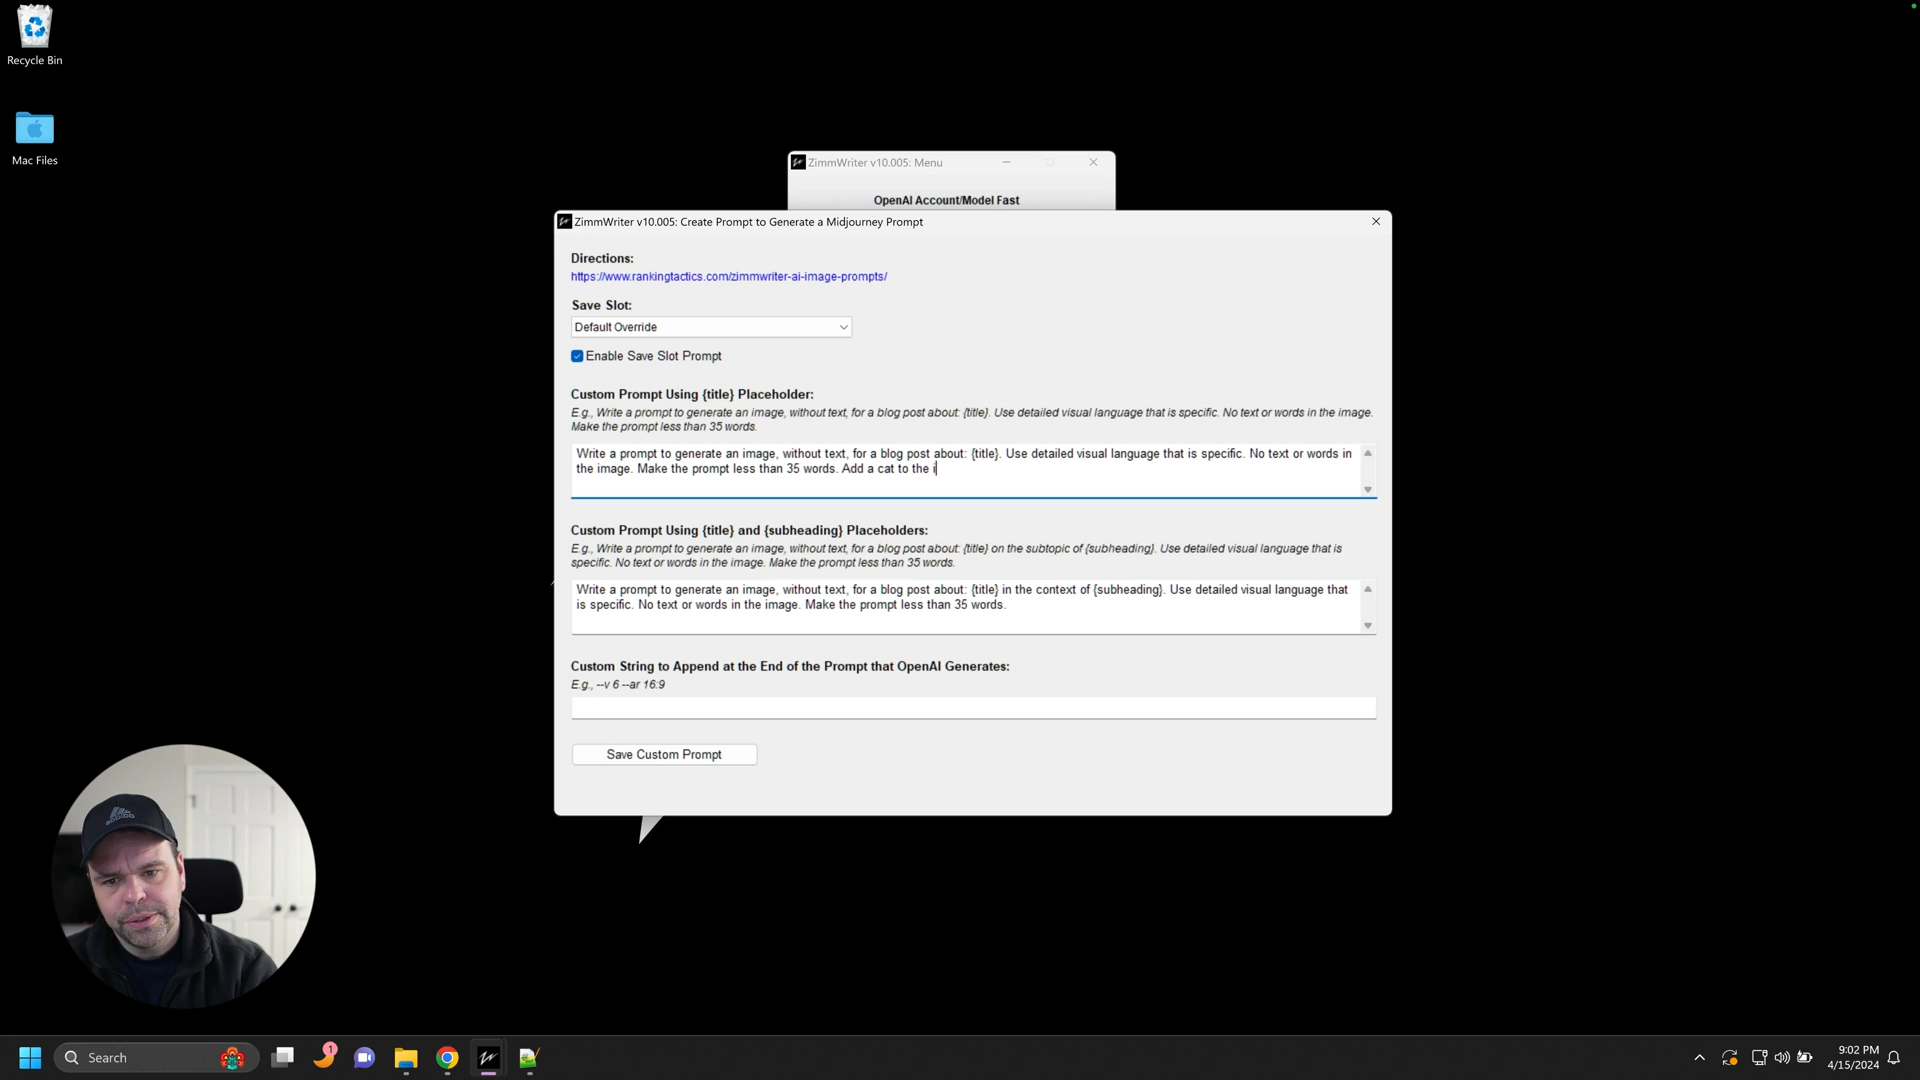 Recycle Bin
Mac Files
ZimmWriter v10.005: Menu
OpenAI Account/Model Fast
ZimmWriter v10.005: Create Prompt to Generate a Midjourney Prompt
Directions:
https://www.rankingtactics.com/zimmwriter-ai-image-prompts/
Save Slot:
Default Override
Enable Save Slot Prompt
Custom Prompt Using {title} Placeholder:
E.g., Write a prompt to generate an image, without text, for a blog post about: {title}. Use detailed visual language that is specific. No text or words in the image.
Make the prompt less than 35 words.
Write a prompt to generate an image, without text, for a blog post about: {title}. Use detailed visual language that is specific. No text or words in
the image. Make the prompt less than 35 words. Add a cat to the i
Custom Prompt Using {title} and {subheading} Placeholders:
E.g., Write a prompt to generate an image, without text, for a blog post about: {title} on the subtopic of {subheading}. Use detailed visual language that is
specific. No text or words in the image. Make the prompt less than 35 words.
Write a prompt to generate an image, without text, for a blog post about: {title} in the context of {subheading}. Use detailed visual language that
is specific. No text or words in the image. Make the prompt less than 35 words.
Custom String to Append at the End of the Prompt that OpenAI Generates:
E.g., --v 6 --ar 16:9
Save Custom Prompt
Search
1
9:02 PM
4/15/2024